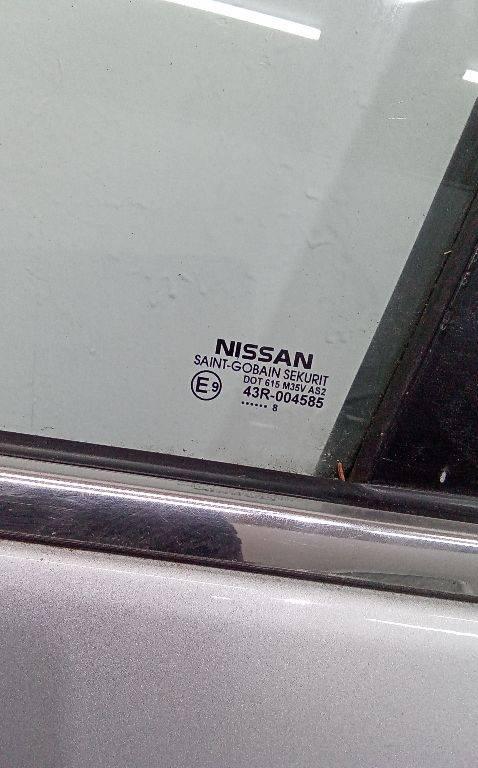 NISSAN
SAINT-GOBAIN SEKURIT
DOT 615 M35V AS2
E9
43R-004585
...... 8